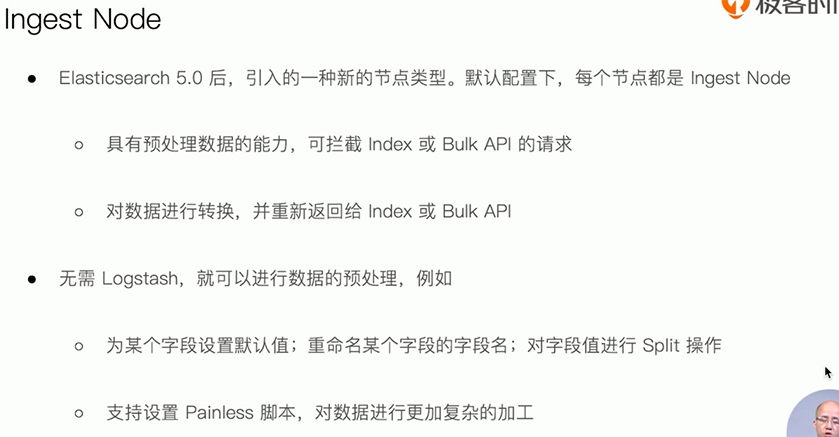 Ingest Node
Elasticsearch 5.0 后，引入的一种新的节点类型。默认配置下，每个节点都是 Ingest Node
具有预处理数据的能力，可拦截 Index 或 Bulk API 的请求
对数据进行转换，并重新返回给 Index 或 Bulk API
无需 Logstash，就可以进行数据的预处理，例如
为某个字段设置默认值；重命名某个字段的字段名；对字段值进行 Split 操作
支持设置 Painless 脚本，对数据进行更加复杂的加工